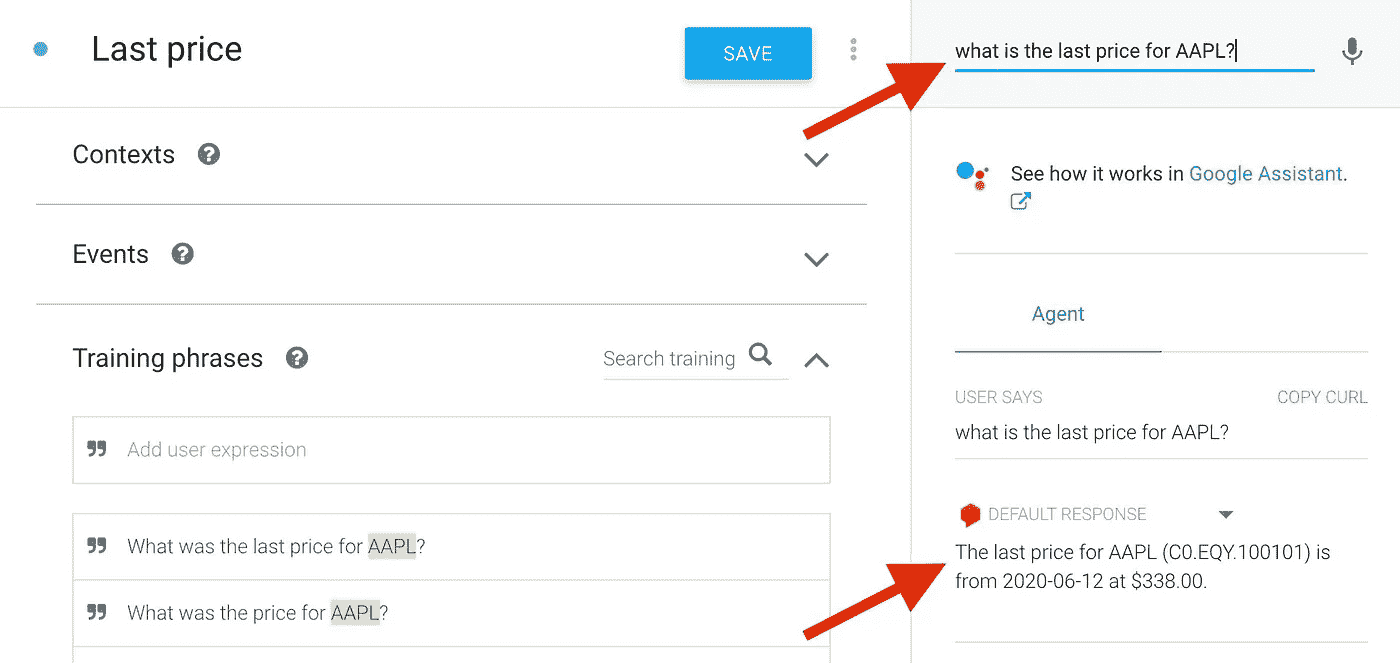 Last price
SAVE
Contexts
?
Events
?
Training phrases
?
Search training
Add user expression
What was the last price for AAPL?
What was the price for AAPL?
what is the last price for AAPL?
See how it works in Google Assistant.
Agent
USER SAYS
COPY CURL
what is the last price for AAPL?
DEFAULT RESPONSE
The last price for AAPL (C0.EQY.100101) is
from 2020-06-12 at $338.00.